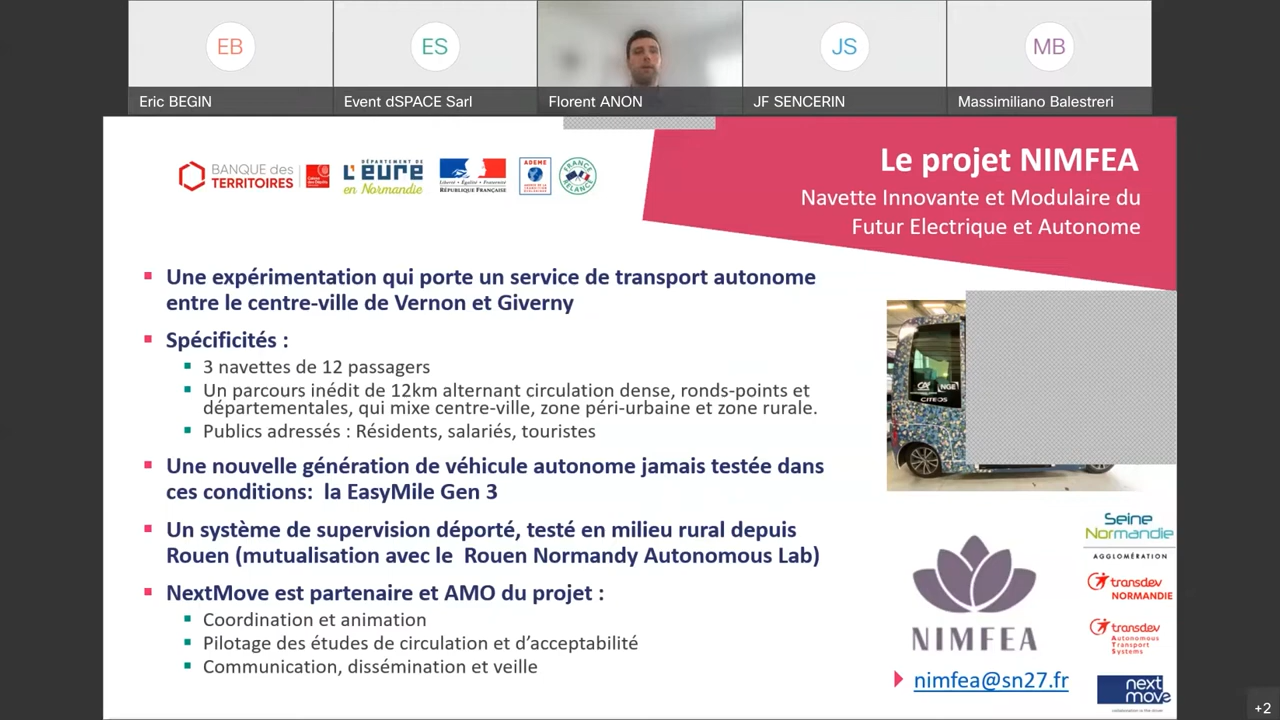 EB
ES
JS
MB
Eric BEGIN
Event dSPACE Sarl
Florent ANON
JF SENCERIN
Massimiliano Balestreri
BANQUE des
TERRITOIRES
DÉPARTEMENT DE
L'EURE
en Normandie
Liberté • Égalité • Fraternité
RÉPUBLIQUE FRANÇAISE
ADEME
FRANCE
RELANCE
Le projet NIMFEA
Navette Innovante et Modulaire du
Futur Electrique et Autonome
Une expérimentation qui porte un service de transport autonome
entre le centre-ville de Vernon et Giverny
Spécificités :
3 navettes de 12 passagers
Un parcours inédit de 12km alternant circulation dense, ronds-points et
départementales, qui mixe centre-ville, zone péri-urbaine et zone rurale.
Publics adressés : Résidents, salariés, touristes
Une nouvelle génération de véhicule autonome jamais testée dans
ces conditions:  la EasyMile Gen 3
Un système de supervision déporté, testé en milieu rural depuis
Rouen (mutualisation avec le  Rouen Normandy Autonomous Lab)
NextMove est partenaire et AMO du projet :
Coordination et animation
Pilotage des études de circulation et d'acceptabilité
Communication, dissémination et veille
CA
NGE
CITEOS
NIMFEA
nimfea@sn27.fr
Seine
Normandie
AGGLOMÉRATION
transdev
NORMANDIE
transdev
Autonomous
Transport
Systems
next
move
+2